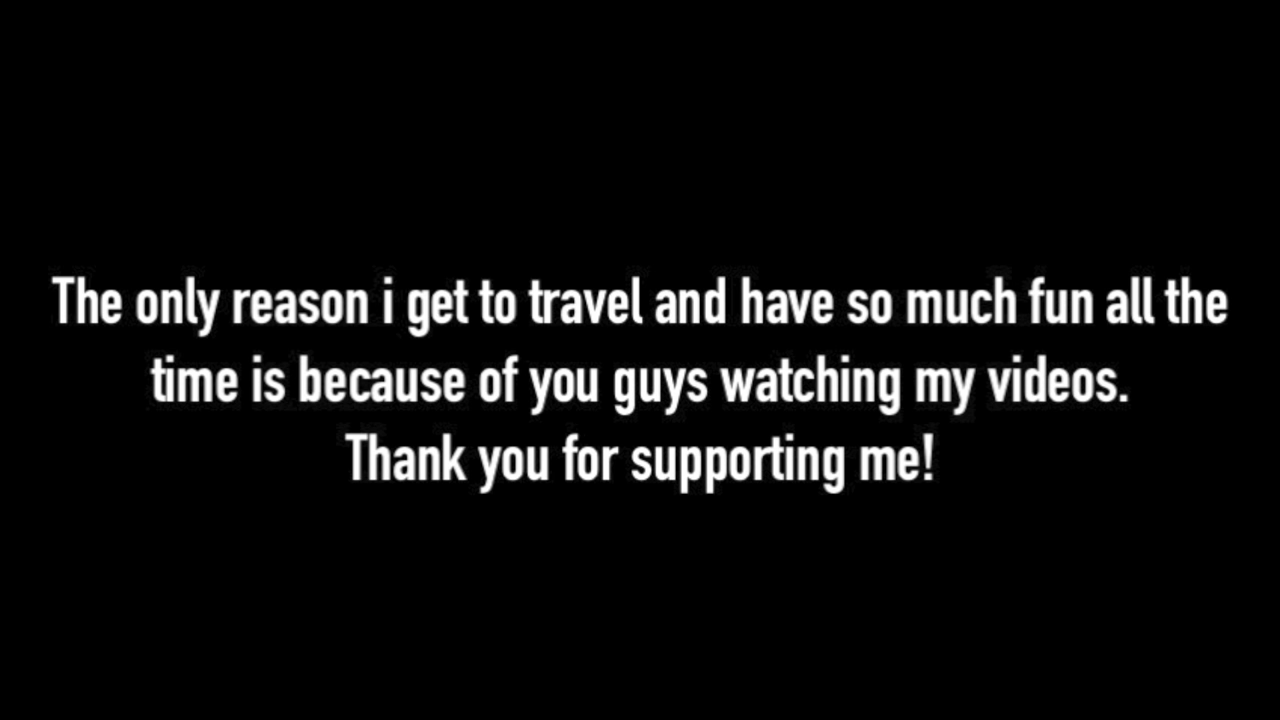 The only reason i get to travel and have so much fun all the
time is because of you guys watching my videos.
Thank you for supporting me!